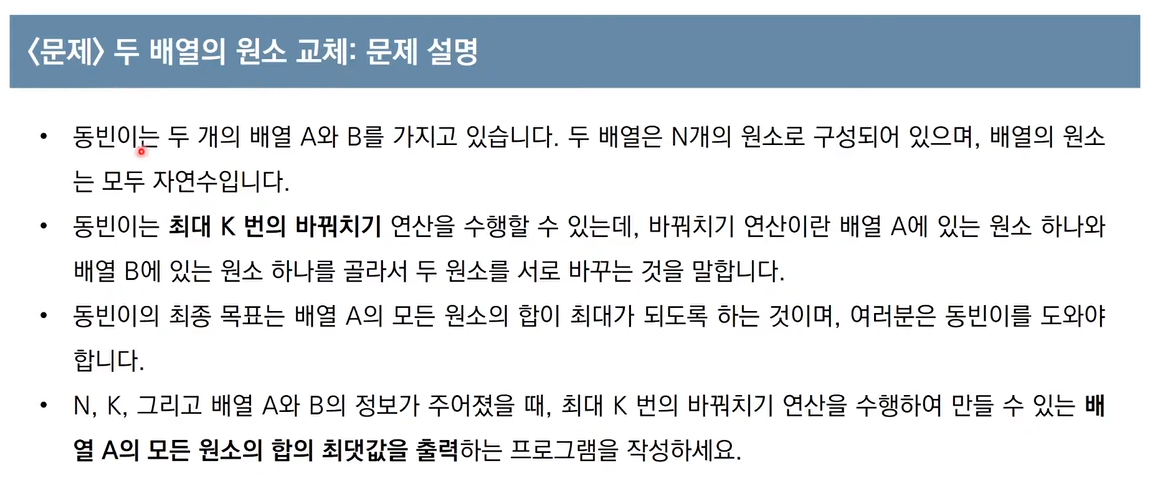 〈문제〉 두 배열의 원소 교체: 문제 설명
• 동빈이는 두 개의 배열 A와 B를 가지고 있습니다. 두 배열은 N개의 원소로 구성되어 있으며, 배열의 원소
는 모두 자연수입니다.
• 동빈이는 최대 K 번의 바꿔치기 연산을 수행할 수 있는데, 바꿔치기 연산이란 배열 A에 있는 원소 하나와
배열 B에 있는 원소 하나를 골라서 두 원소를 서로 바꾸는 것을 말합니다.
• 동빈이의 최종 목표는 배열 A의 모든 원소의 합이 최대가 되도록 하는 것이며, 여러분은 동빈이를 도와야
합니다.
• N, K, 그리고 배열 A와 B의 정보가 주어졌을 때, 최대 K 번의 바꿔치기 연산을 수행하여 만들 수 있는 배
열 A의 모든 원소의 합의 최댓값을 출력하는 프로그램을 작성하세요.